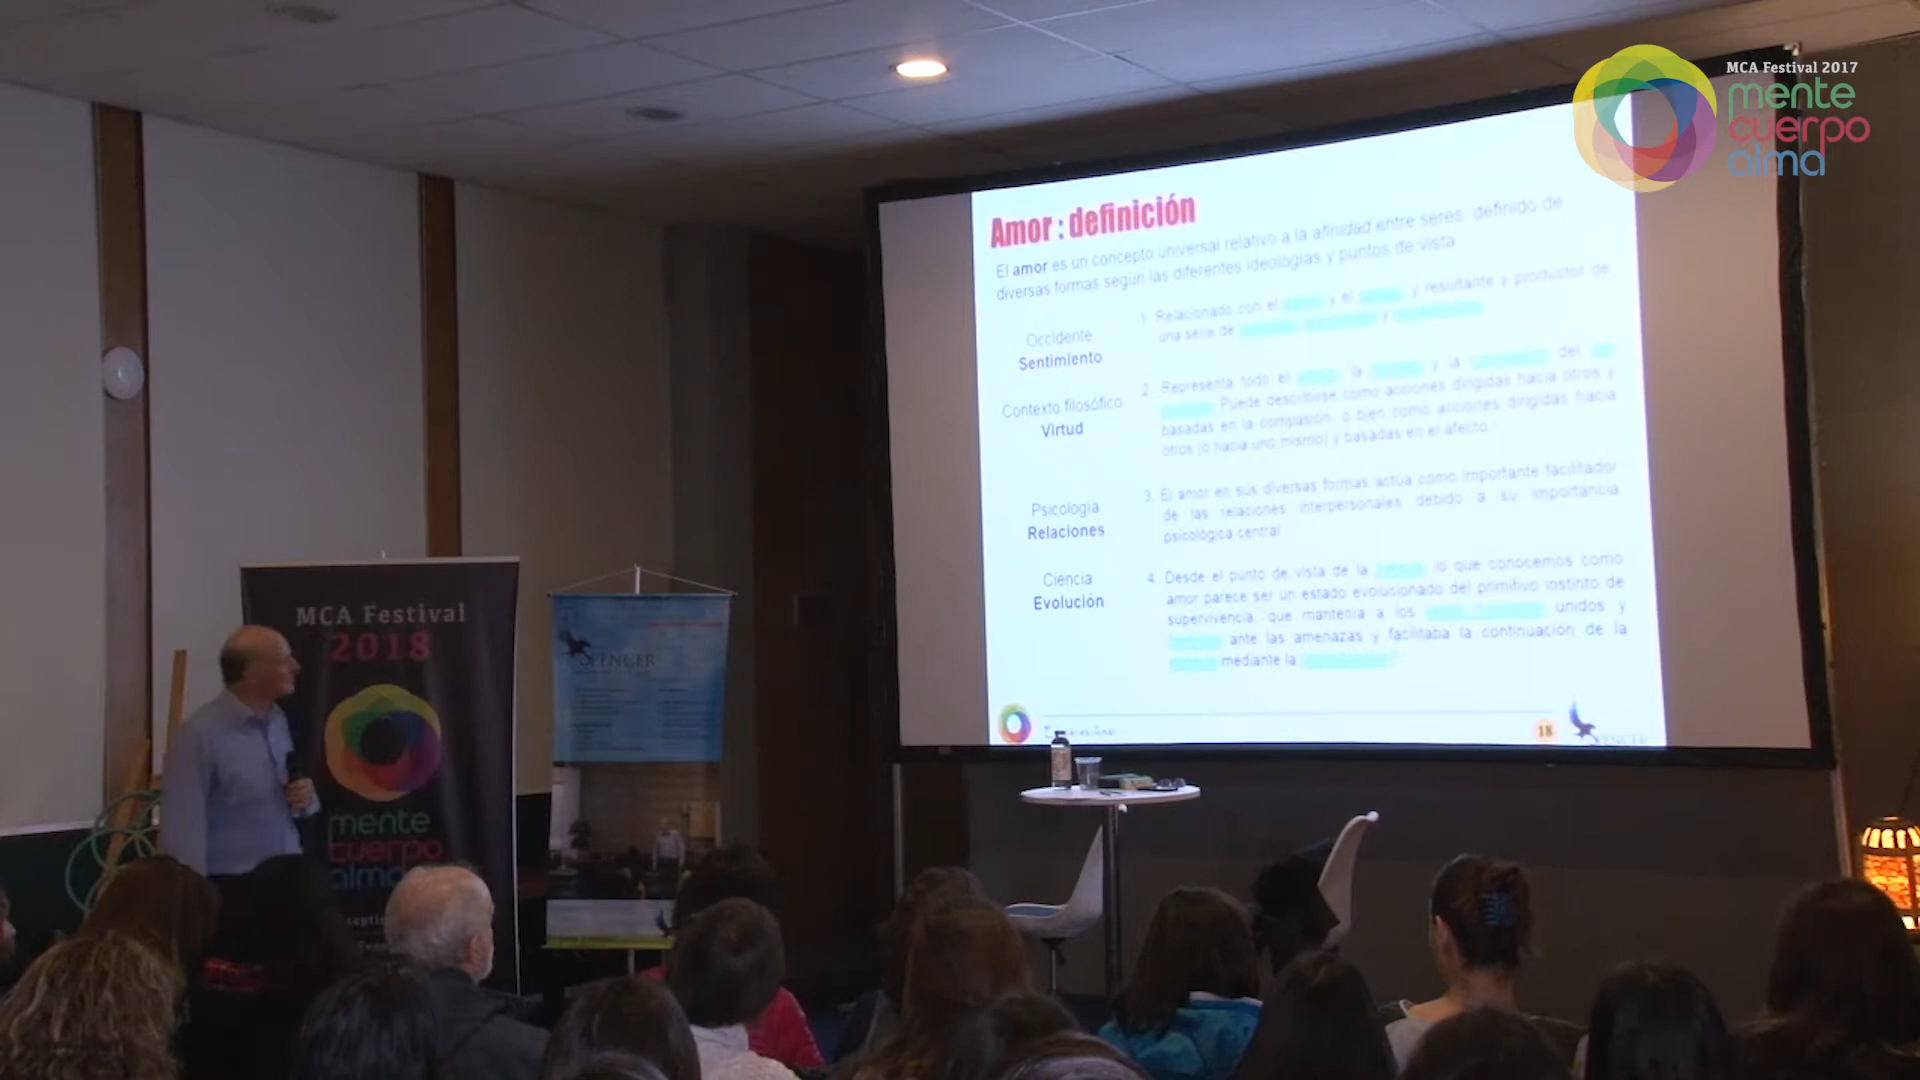 MCA Festival 2017
mente
cuerpo
alma
Amor : definición
El amor es un concepto universal relativo a la afinidad entre seres, definido de
diversas formas según las diferentes ideologías y puntos de vista
Occidente
Sentimiento
1. Relacionado con el y el y resultante y productor de
una serie de y
Contexto filosófico
Virtud
2. Representa todo el la y la del
Puede describirse como acciones dirigidas hacia otros y
basadas en la compasión, o bien como acciones dirigidas hacia
otros (o hacia uno mismo) y basadas en el afecto.
Psicología
Relaciones
3. El amor en sus diversas formas actúa como importante facilitador
de las relaciones interpersonales debido a su importancia
psicológica central
Ciencia
Evolución
4. Desde el punto de vista de la lo que conocemos como
amor parece ser un estado evolucionado del primitivo instinto de
supervivencia, que mantenía a los unidos y
ante las amenazas y facilitaba la continuación de la
mediante la
18
SPENCER
MCA Festival
2018
mente
cuerpo
alma
SPENCER